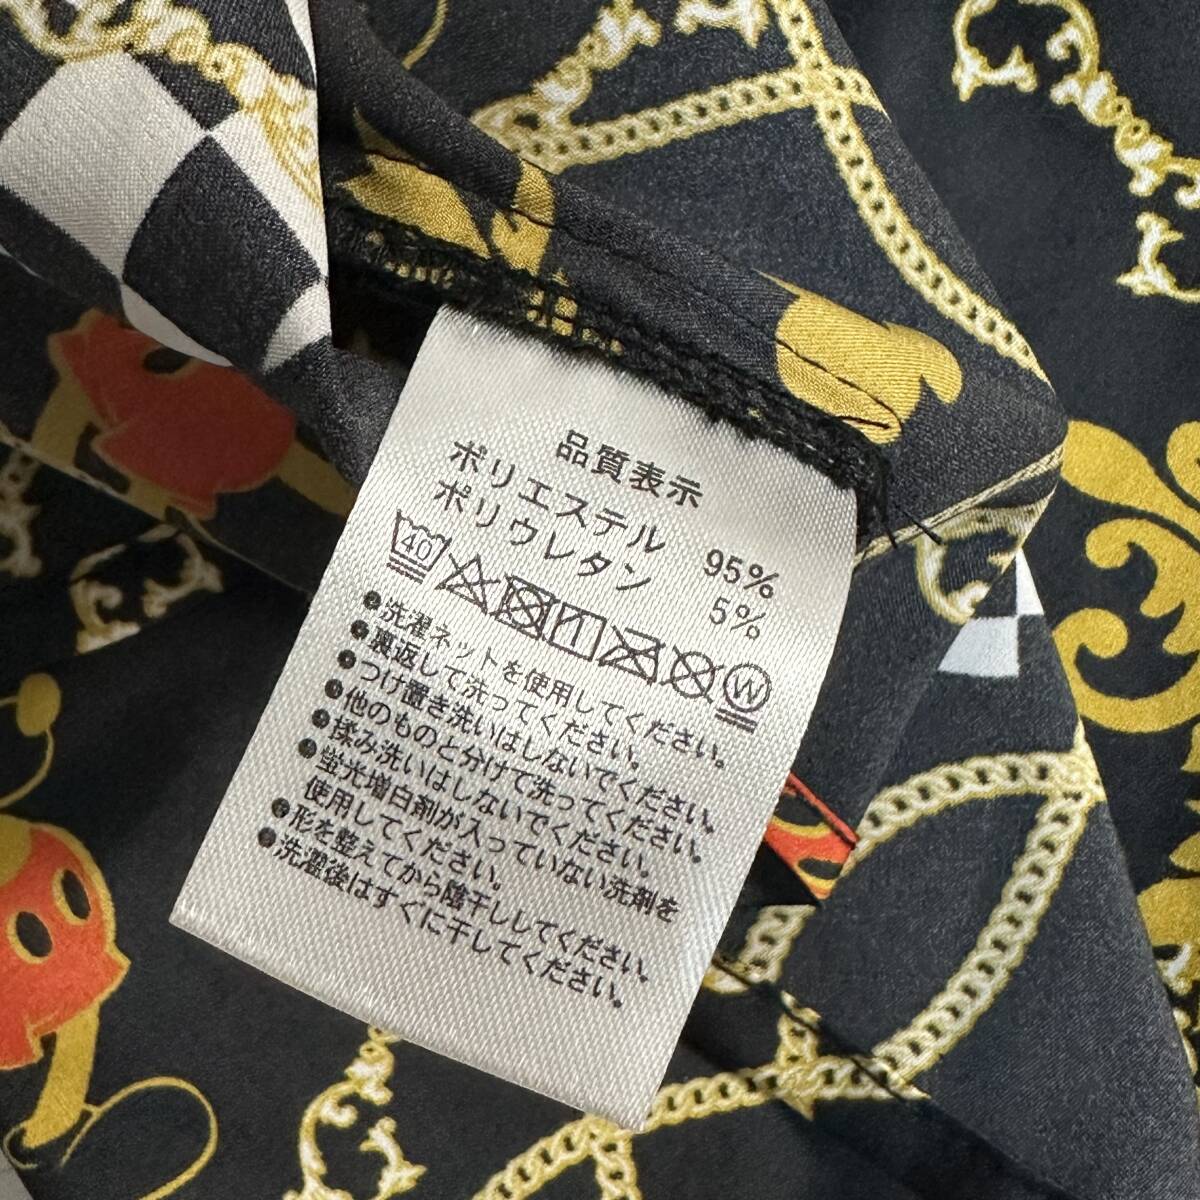 品質表示
ポリエステル 95%
ポリウレタン 5%
40 W
●洗濯ネットを使用してください。
●裏返して洗ってください。
●つけ置き洗いはしないでください。
●他のものと分けて洗ってください。
●揉み洗いはしないでください。
●蛍光増白剤が入っていない洗剤を
使用してください。
●形を整えてから陰干ししてください。
●洗濯後はすぐに干してください。